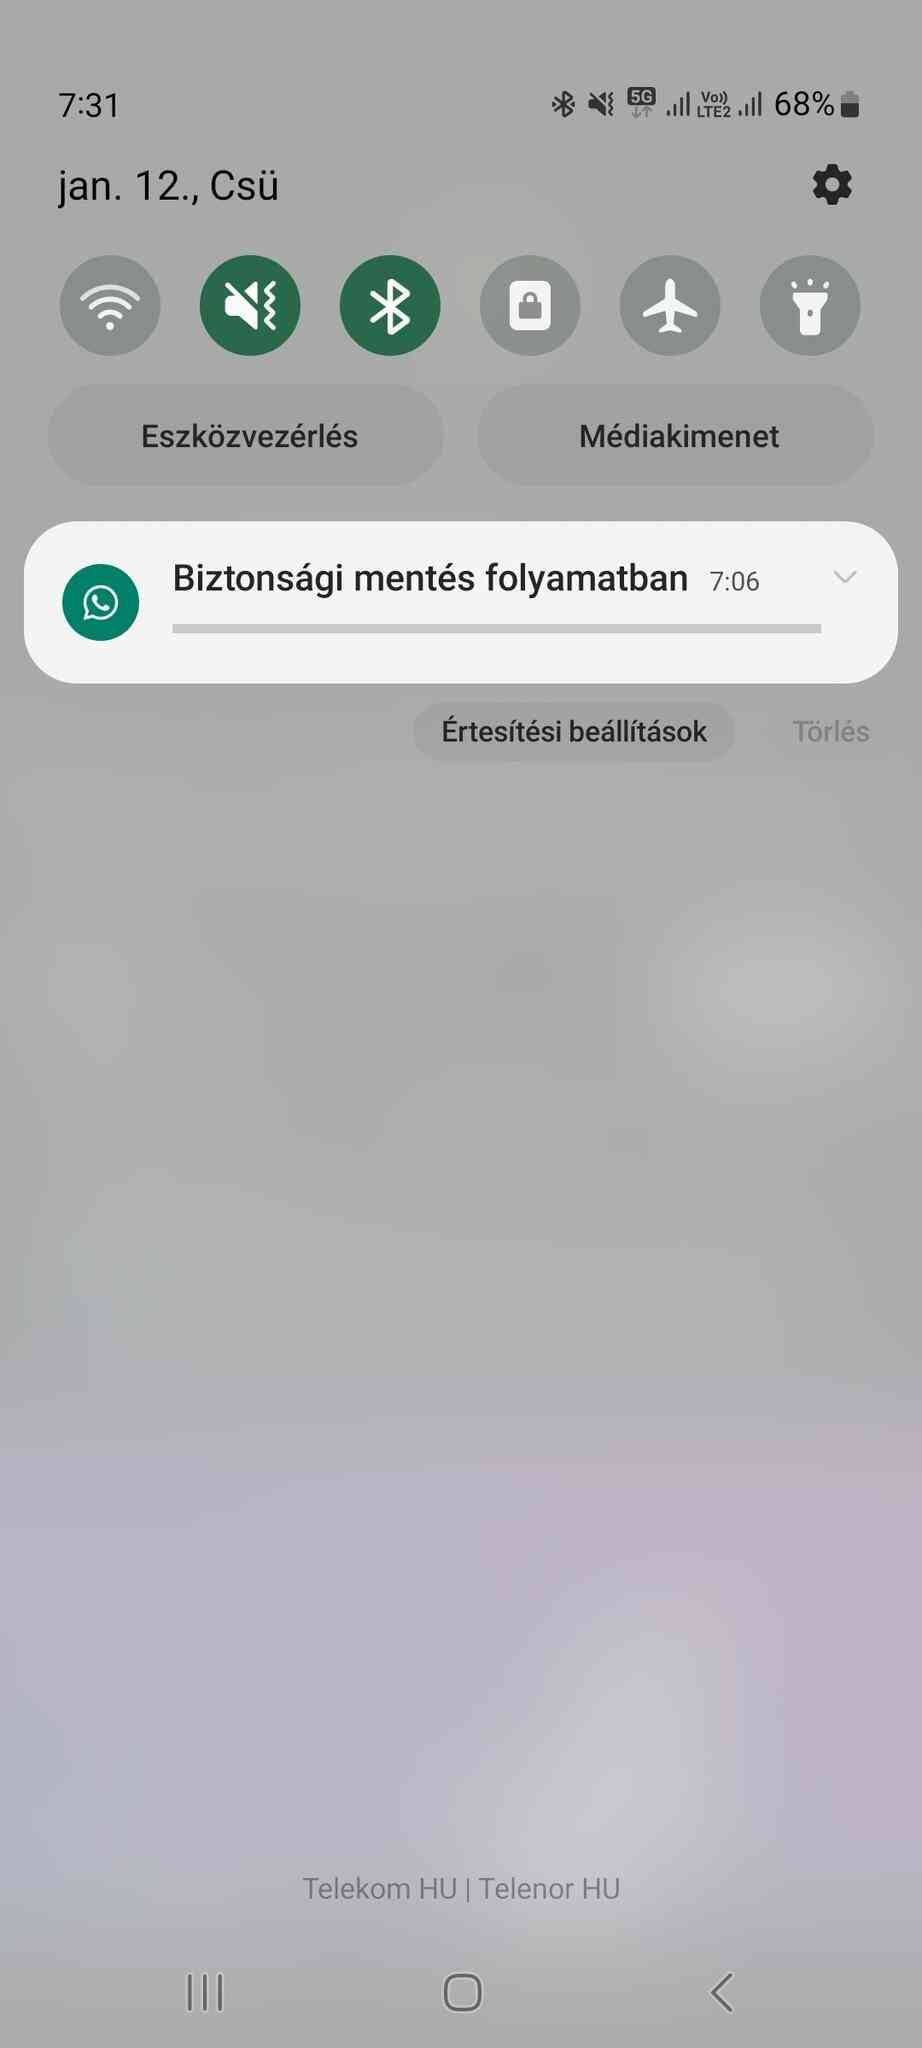 7:31 5G Vo)) LTE2 68%
jan. 12., Csü
Eszközvezérlés Médiakimenet
Biztonsági mentés folyamatban 7:06
Értesítési beállítások Törlés
Telekom HU | Telenor HU